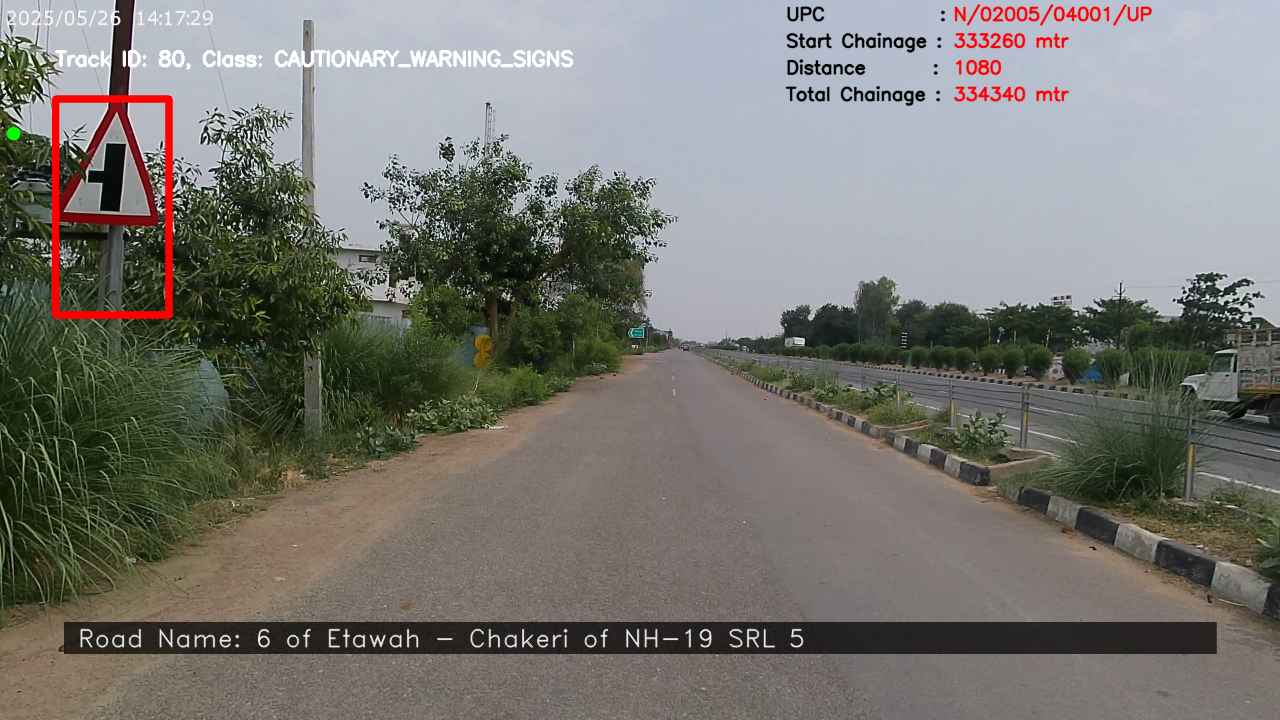 2025/05/26 14:17:29
Track ID: 80, Class: CAUTIONARY_WARNING_SIGNS
UPC : N/02005/04001/UP
Start Chainage : 333260 mtr
Distance : 1080
Total Chainage : 334340 mtr
Road Name: 6 of Etawah - Chakeri of NH-19 SRL 5